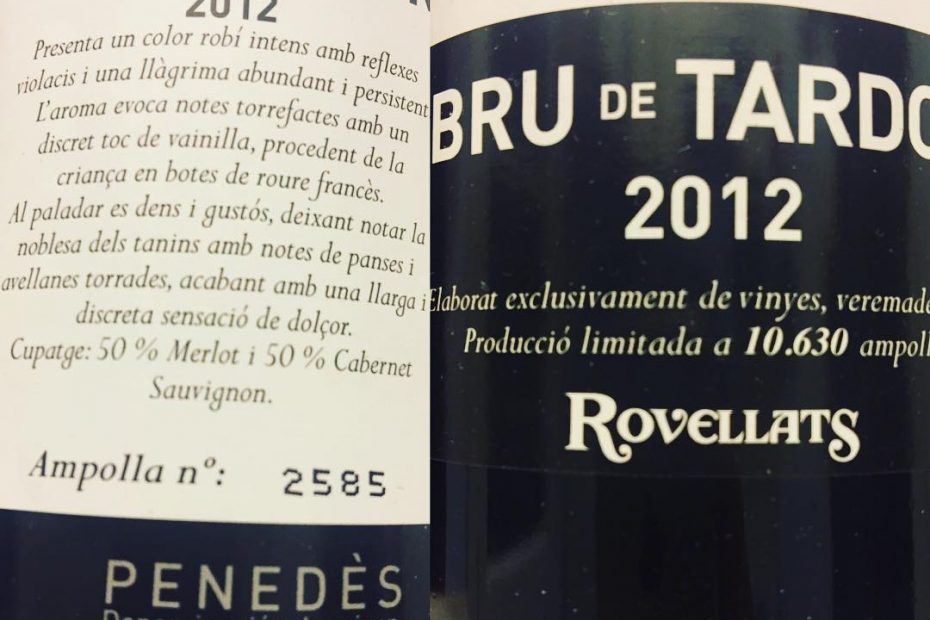 2012
Presenta un color robí intens amb reflexes
violacis i una llàgrima abundant i persistent
L'aroma evoca notes torrefactes amb un
discret toc de vainilla, procedent de la
criança en botes de roure francès.
Al paladar es dens i gustós, deixant notar la
noblesa dels tanins amb notes de panses i
avellanes torrades, acabant amb una llarga i
discreta sensació de dolçor.
Cupatge: 50 % Merlot i 50 % Cabernet
Sauvignon.
Ampolla nº: 2585
PENEDÈS
BRU DE TARDO
2012
Elaborat exclusivament de vinyes, veremade
Producció limitada a 10.630 ampoll
ROVELLATS